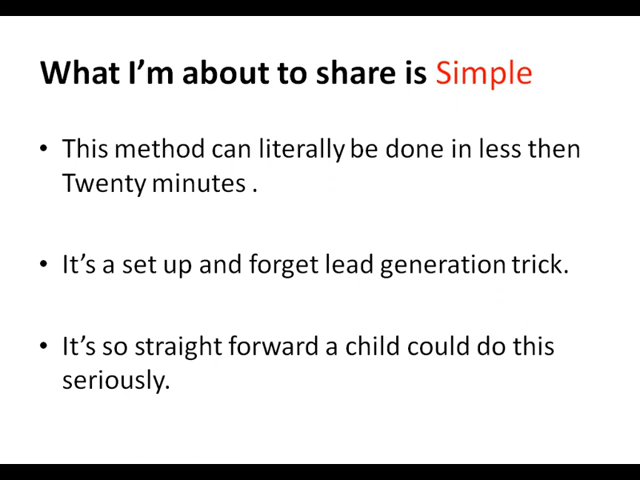 What I'm about to share is Simple
• This method can literally be done in less then
Twenty minutes .
• It's a set up and forget lead generation trick.
• It's so straight forward a child could do this
seriously.